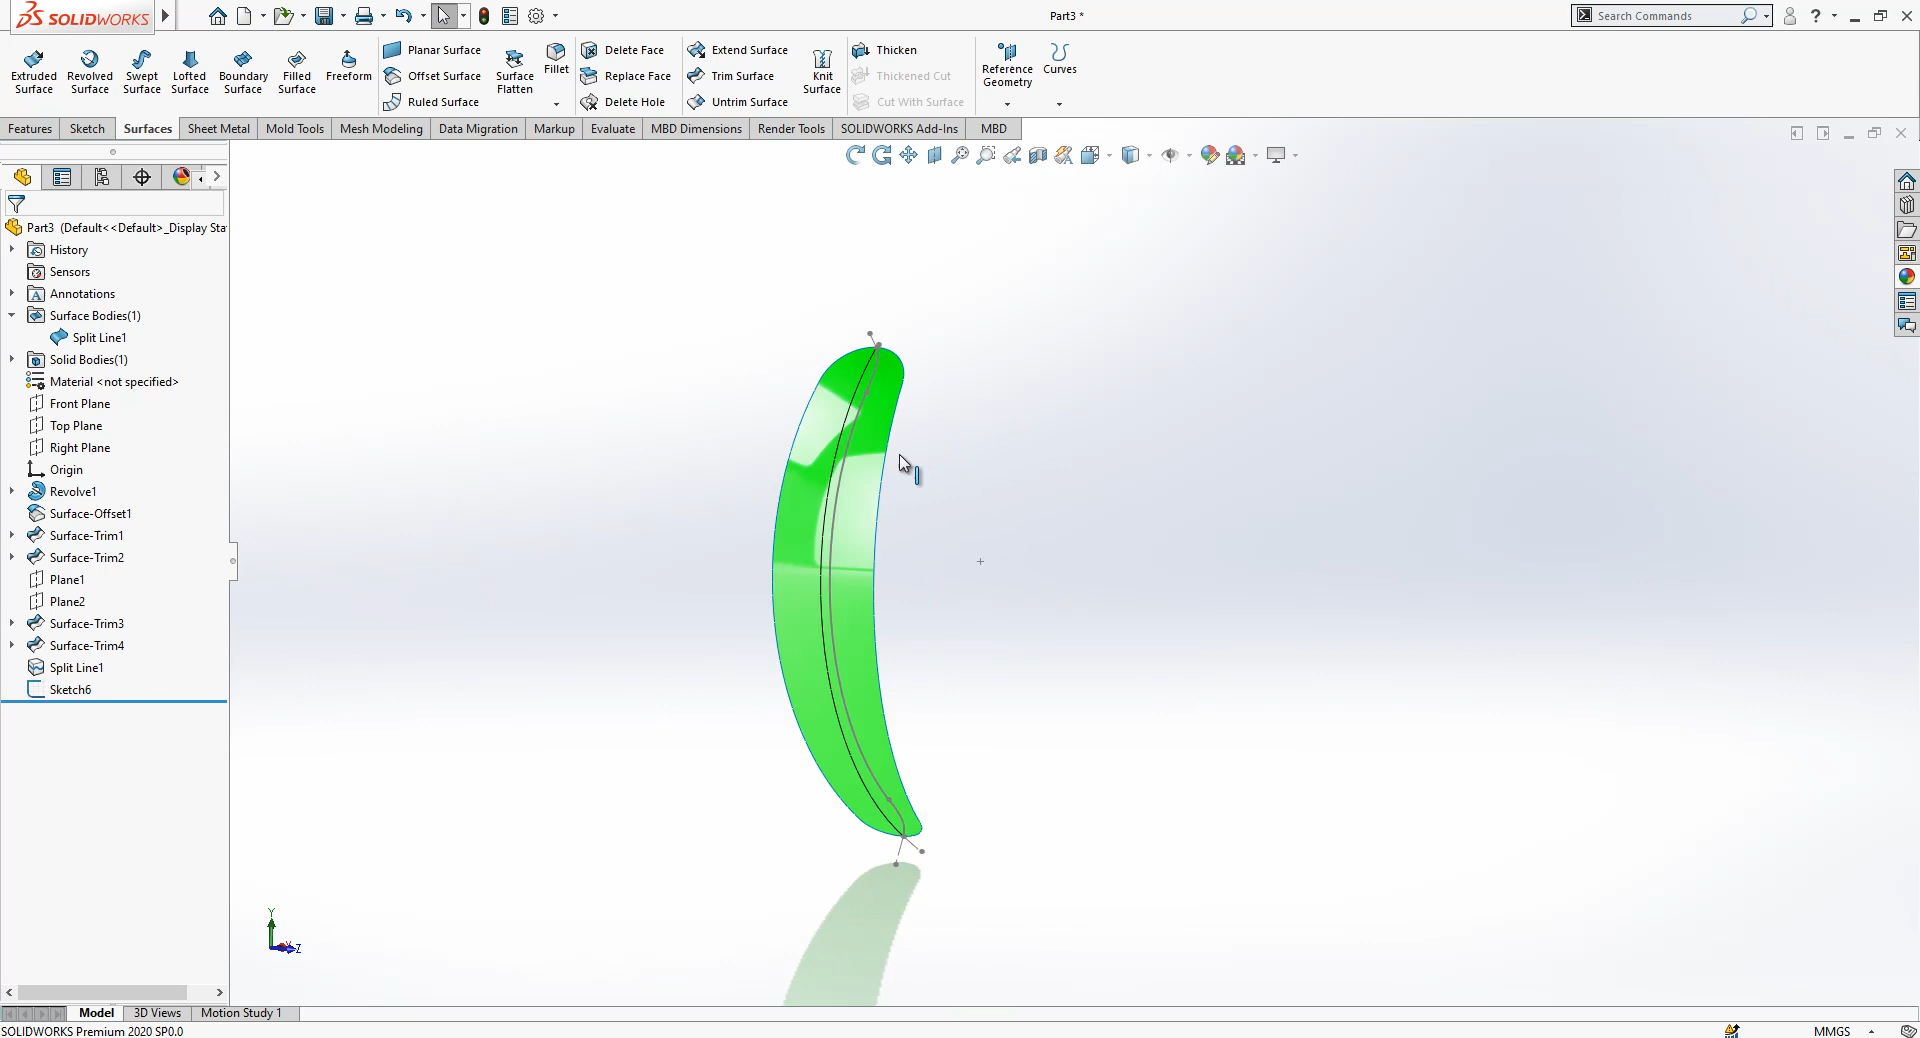 SOLIDWORKS
Part3 *
Search Commands
?
Extruded Surface
Revolved Surface
Swept Surface
Lofted Surface
Boundary Surface
Filled Surface
Freeform
Planar Surface
Offset Surface
Ruled Surface
Surface Flatten
Fillet
Delete Face
Replace Face
Delete Hole
Extend Surface
Trim Surface
Untrim Surface
Knit Surface
Thicken
Thickened Cut
Cut With Surface
Reference Geometry
Curves
Features
Sketch
Surfaces
Sheet Metal
Mold Tools
Mesh Modeling
Data Migration
Markup
Evaluate
MBD Dimensions
Render Tools
SOLIDWORKS Add-Ins
MBD
Part3 (Default<<Default>_Display Sta
History
Sensors
Annotations
Surface Bodies(1)
Split Line1
Solid Bodies(1)
Material <not specified>
Front Plane
Top Plane
Right Plane
Origin
Revolve1
Surface-Offset1
Surface-Trim1
Surface-Trim2
Plane1
Plane2
Surface-Trim3
Surface-Trim4
Split Line1
Sketch6
Y
Z
Model
3D Views
Motion Study 1
SOLIDWORKS Premium 2020 SP0.0
MMGS